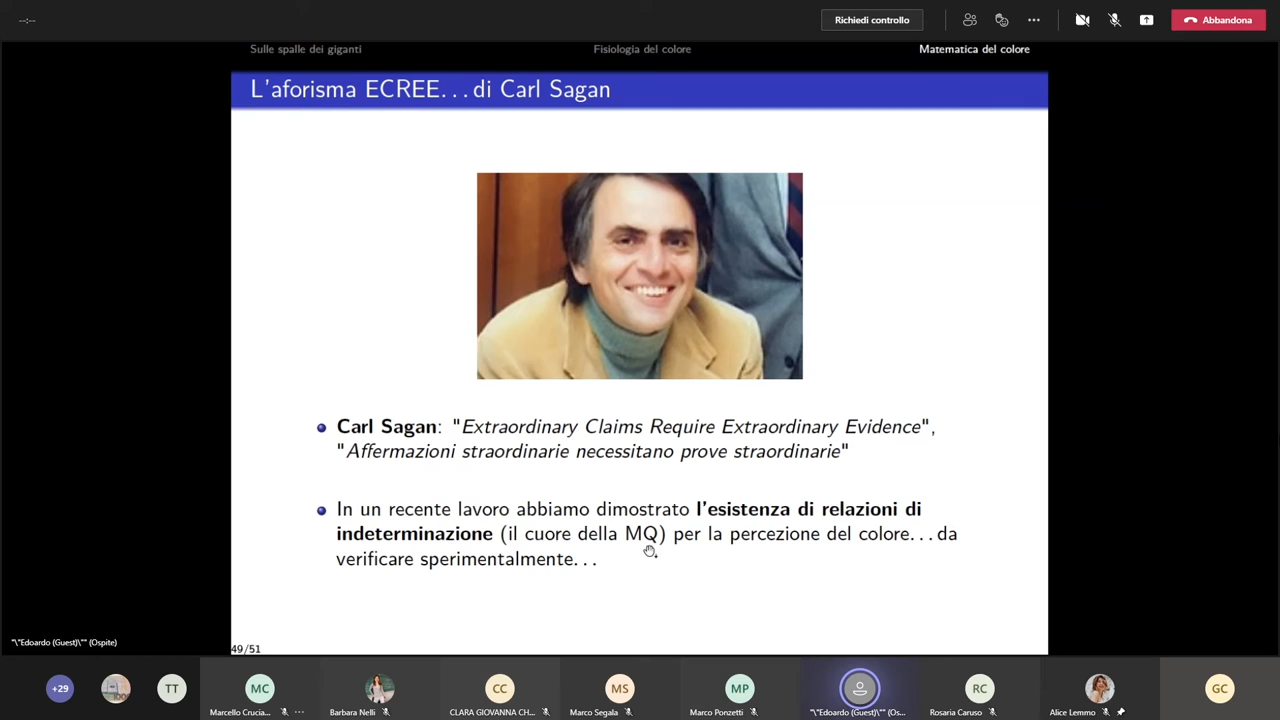 --:--
Richiedi controllo
Abbandona
Sulle spalle dei giganti
Fisiologia del colore
Matematica del colore
L'aforisma ECREE...di Carl Sagan
Carl Sagan: "Extraordinary Claims Require Extraordinary Evidence",
"Affermazioni straordinarie necessitano prove straordinarie"
In un recente lavoro abbiamo dimostrato l'esistenza di relazioni di
indeterminazione (il cuore della MQ) per la percezione del colore...da
verificare sperimentalmente...
"\"Edoardo (Guest)\"" (Ospite)
49/51
+29
TT
MC
CC
MS
MP
RC
GC
Marcello Crucia...
Barbara Nelli
CLARA GIOVANNA CH...
Marco Segala
Marco Ponzetti
"\"Edoardo (Guest)\"" (Os...
Rosaria Caruso
Alice Lemmo